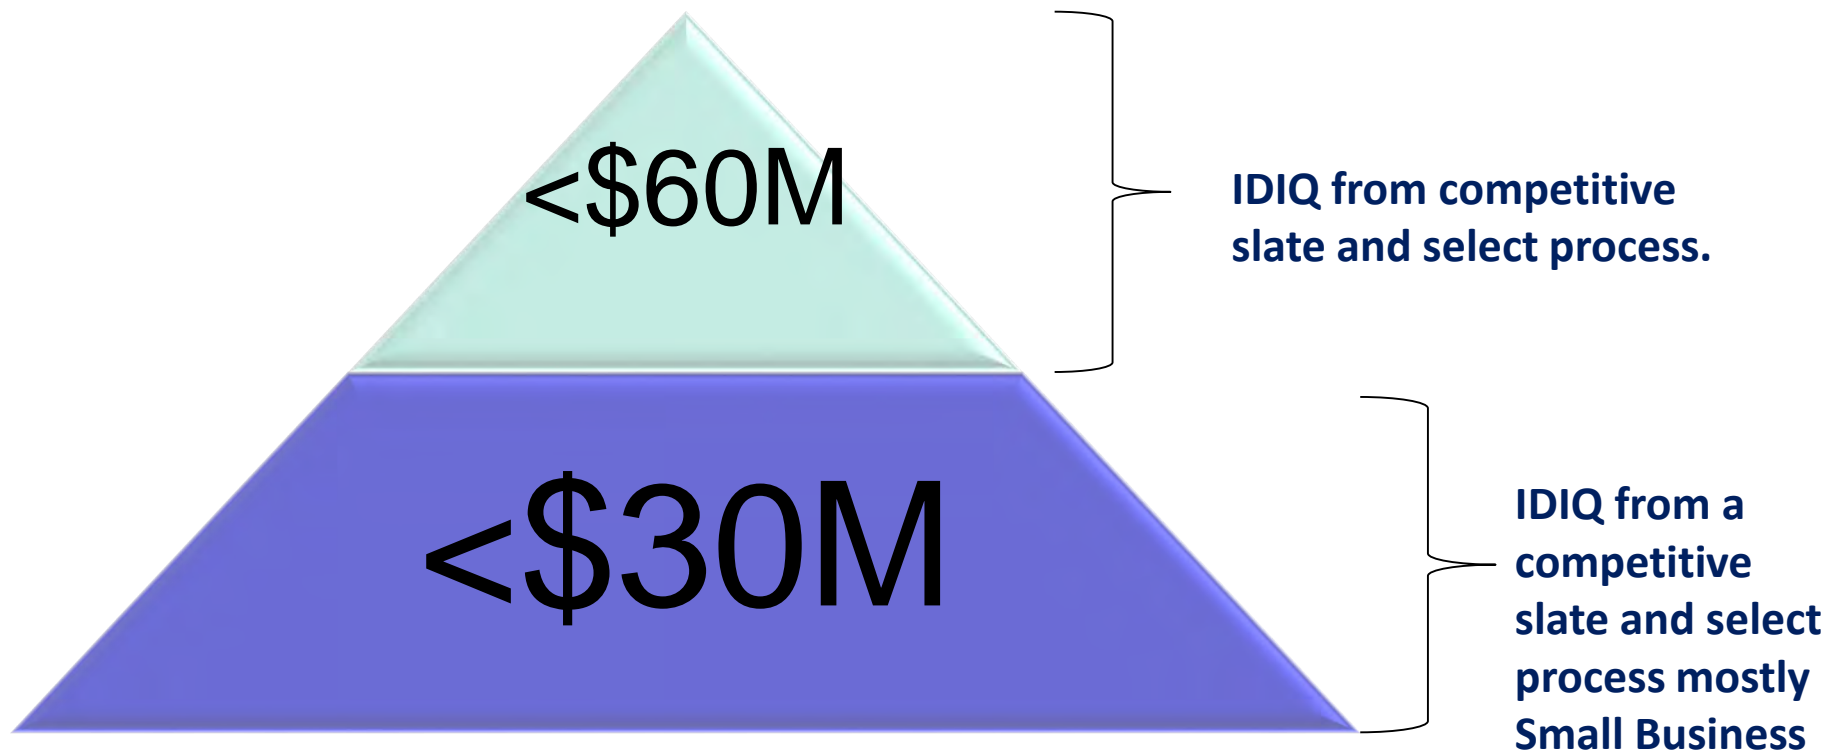 <$60M
IDIQ from competitive
slate and select process.
<$30M
IDIQ from a
competitive
slate and select
process mostly
Small Business